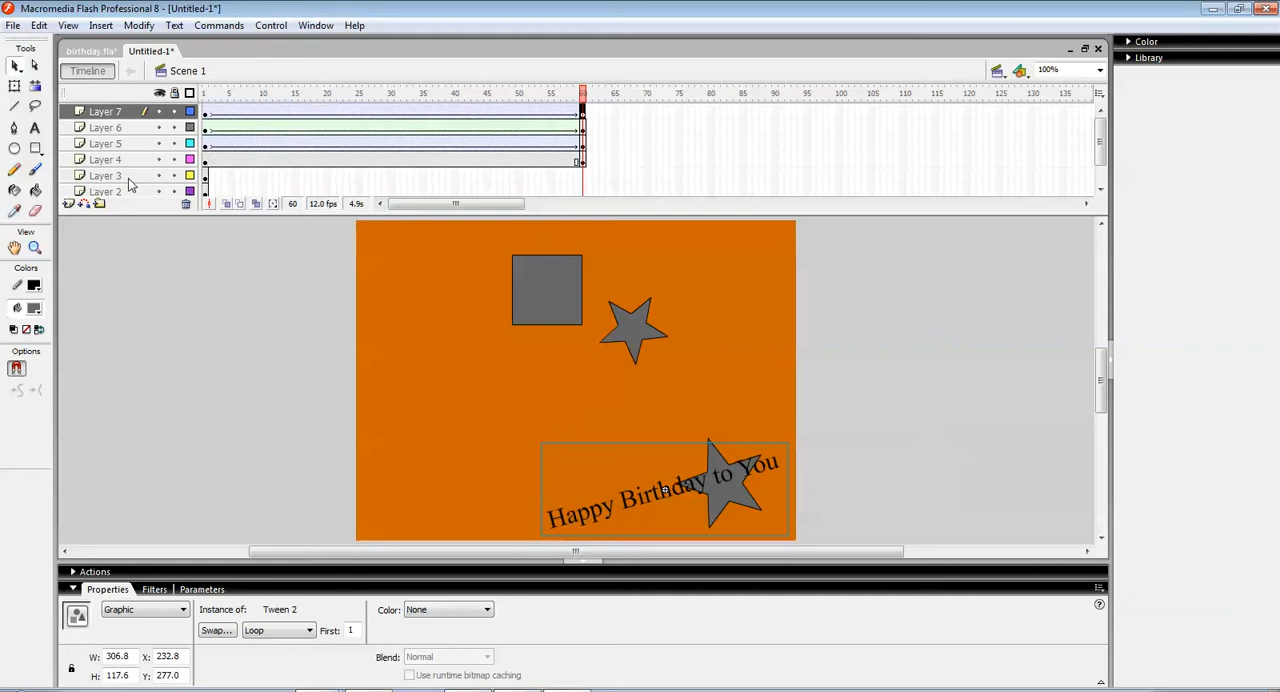 Macromedia Flash Professional 8 - [Untitled-1*]
File Edit View Insert Modify Text Commands Control Window Help
Tools
birthday.fla* Untitled-1*
Timeline Scene 1 100%
Color
Library
1 5 10 15 20 25 30 35 40 45 50 55 60 65 70 75 80 85 90 95 100 105 110 115 120 125 130 135
Layer 7
Layer 6
Layer 5
Layer 4
Layer 3
Layer 2
60 12.0 fps 4.9s
View
Colors
Options
Happy Birthday to You
Actions
Properties Filters Parameters
Graphic Instance of: Tween 2 Color: None
Swap... Loop First: 1
W: 306.8 X: 232.8 Blend: Normal
H: 117.6 Y: 277.0 Use runtime bitmap caching